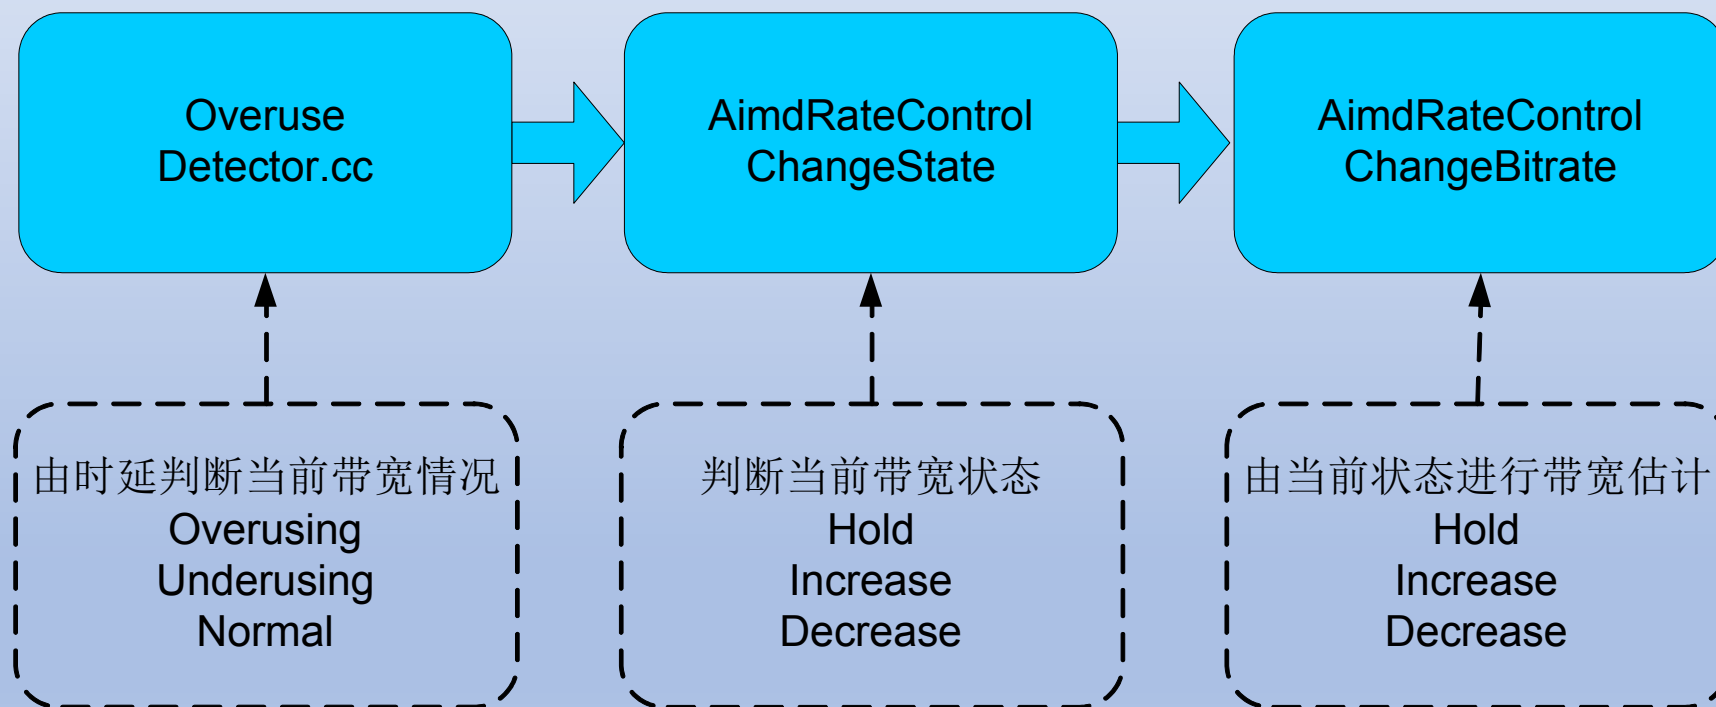 Overuse
Detector.cc
AimdRateControl
ChangeState
AimdRateControl
ChangeBitrate
由时延判断当前带宽情况
Overusing
Underusing
Normal
判断当前带宽状态
Hold
Increase
Decrease
由当前状态进行带宽估计
Hold
Increase
Decrease